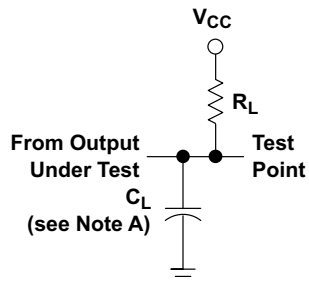 VCC
RL
From Output
Under Test
Test
Point
CL
(see Note A)